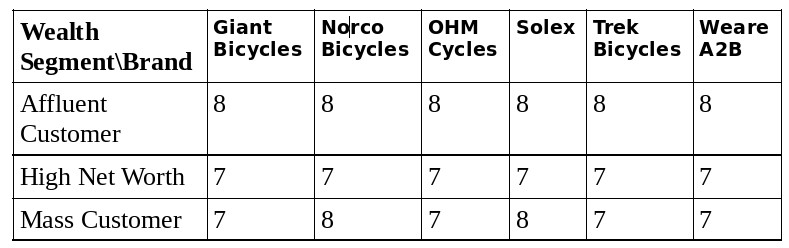 Wealth Segment\Brand Giant Bicycles Norco Bicycles OHM Cycles Solex Trek Bicycles Weare A2B
Affluent Customer 8 8 8 8 8 8
High Net Worth 7 7 7 7 7 7
Mass Customer 7 8 7 8 7 7